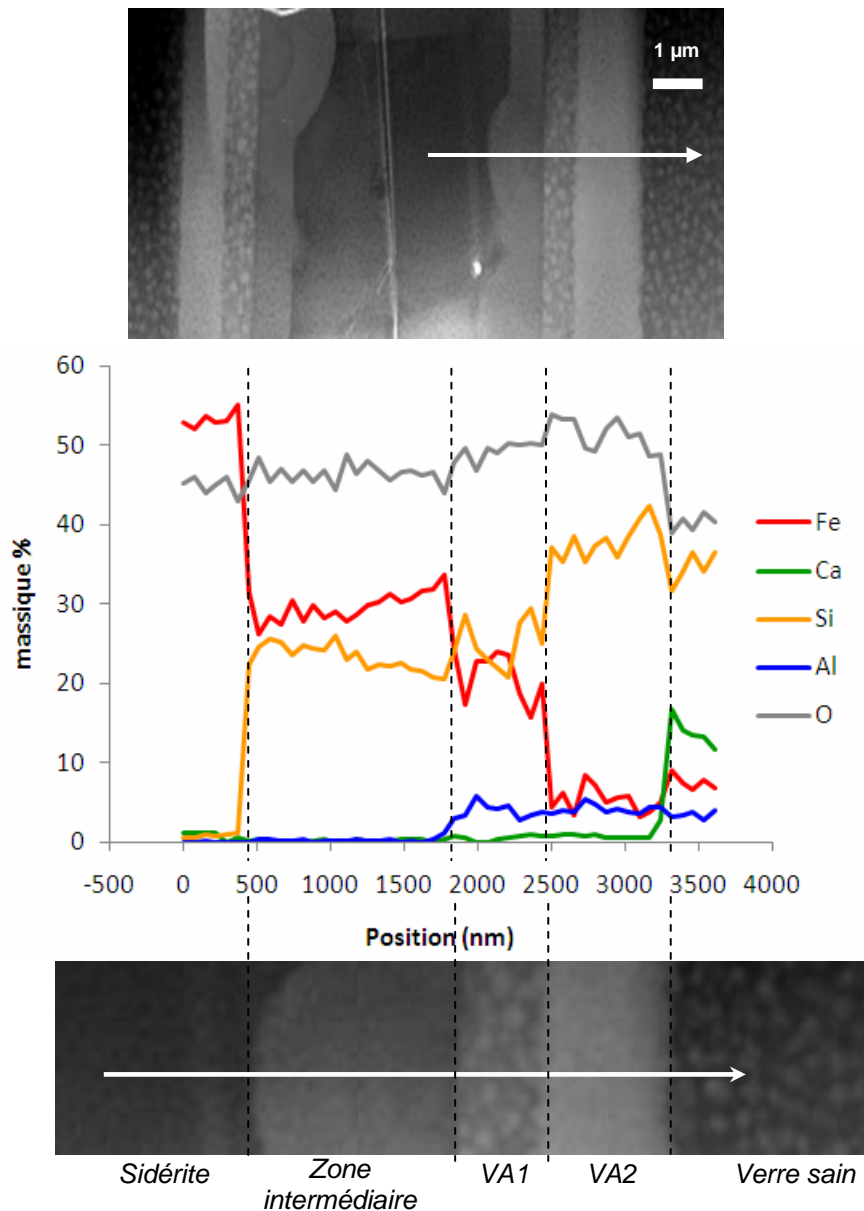 1 µm
60
50
40
30
20
10
0
massique %
Fe
Ca
Si
Al
O
-500 0 500 1000 1500 2000 2500 3000 3500 4000
Position (nm)
Sidérite
Zone
intermédiaire
VA1
VA2
Verre sain